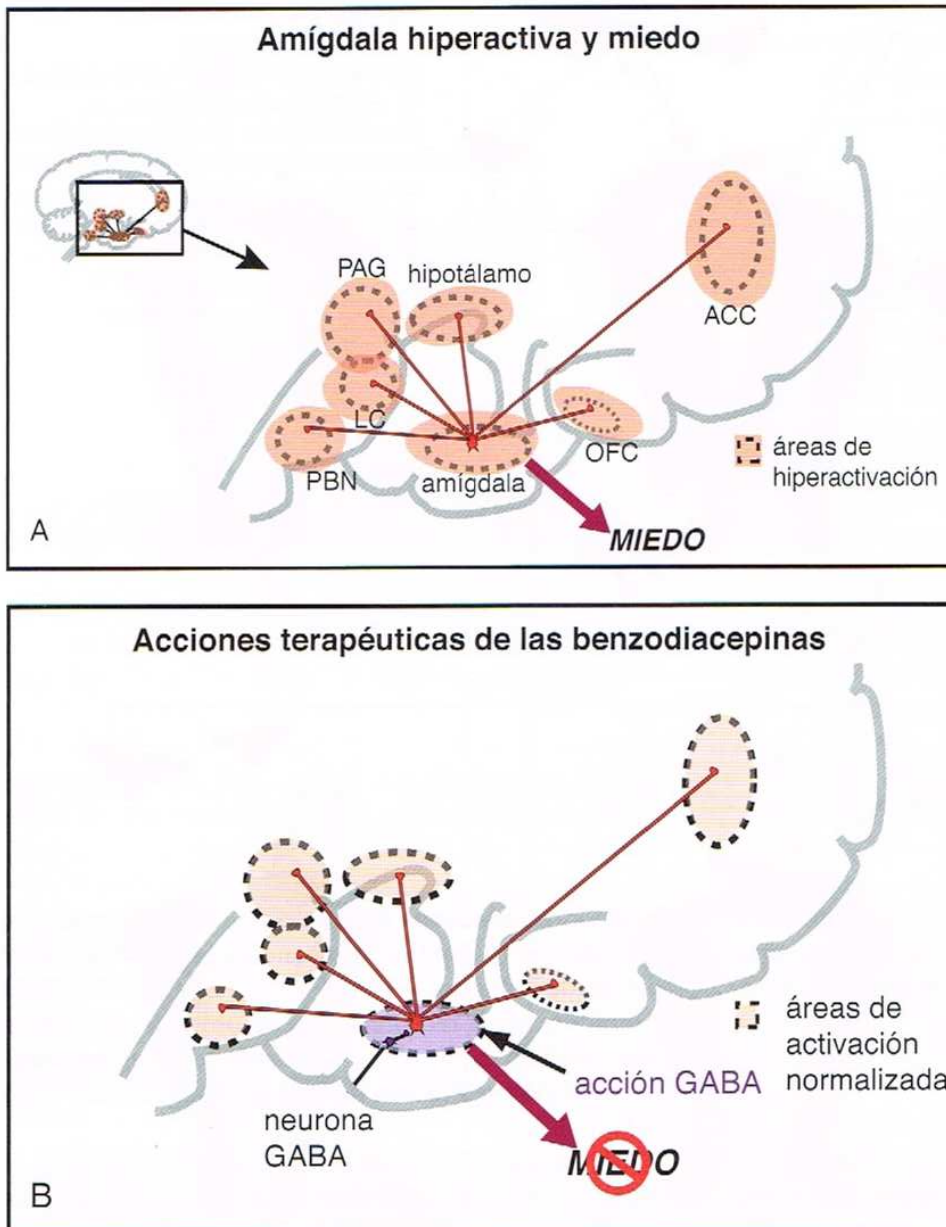 Amígdala hiperactiva y miedo
PAG
hipotálamo
ACC
LC
OFC
PBN
amígdala
áreas de
hiperactivación
MIEDO
A
Acciones terapéuticas de las benzodiacepinas
áreas de
activación
normalizada
acción GABA
neurona
GABA
MIEDO
B